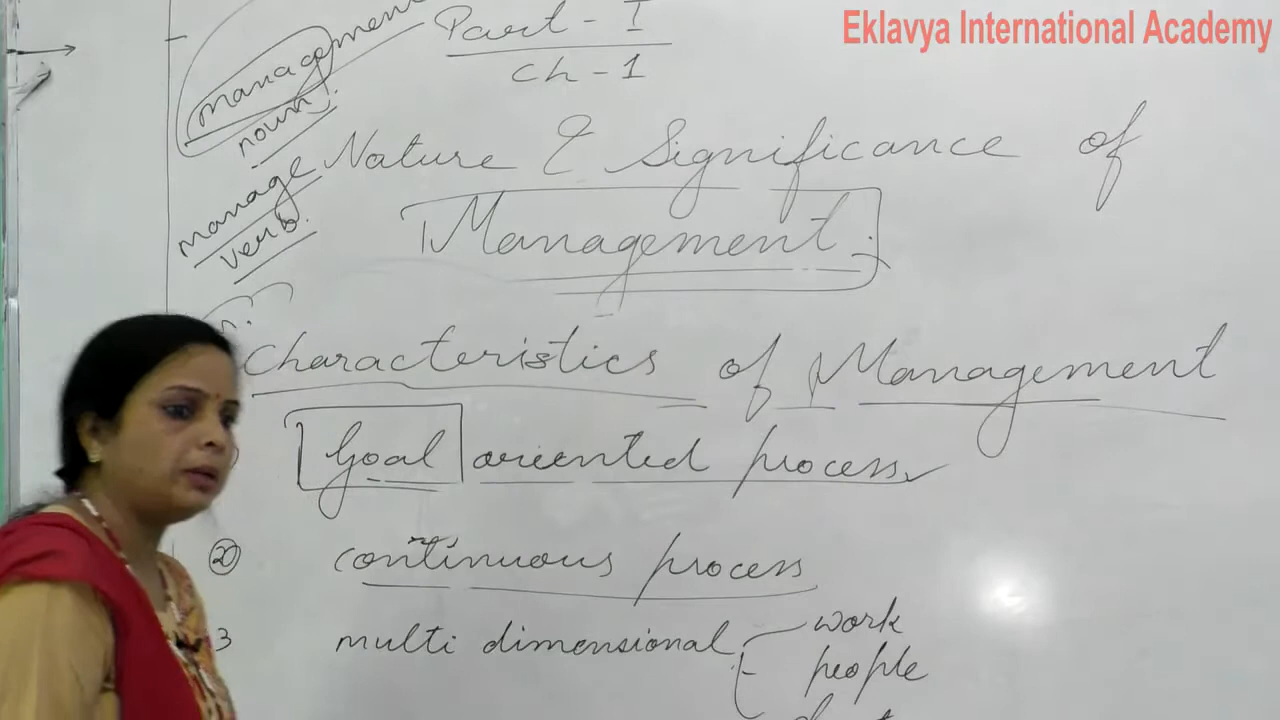 Eklavya International Academy
Part - I
Ch - 1
management
noun
manage
verb.
Nature & Significance of
Management
Characteristics of Management
Goal oriented process
2 continuous process
3 multi dimensional
work
people